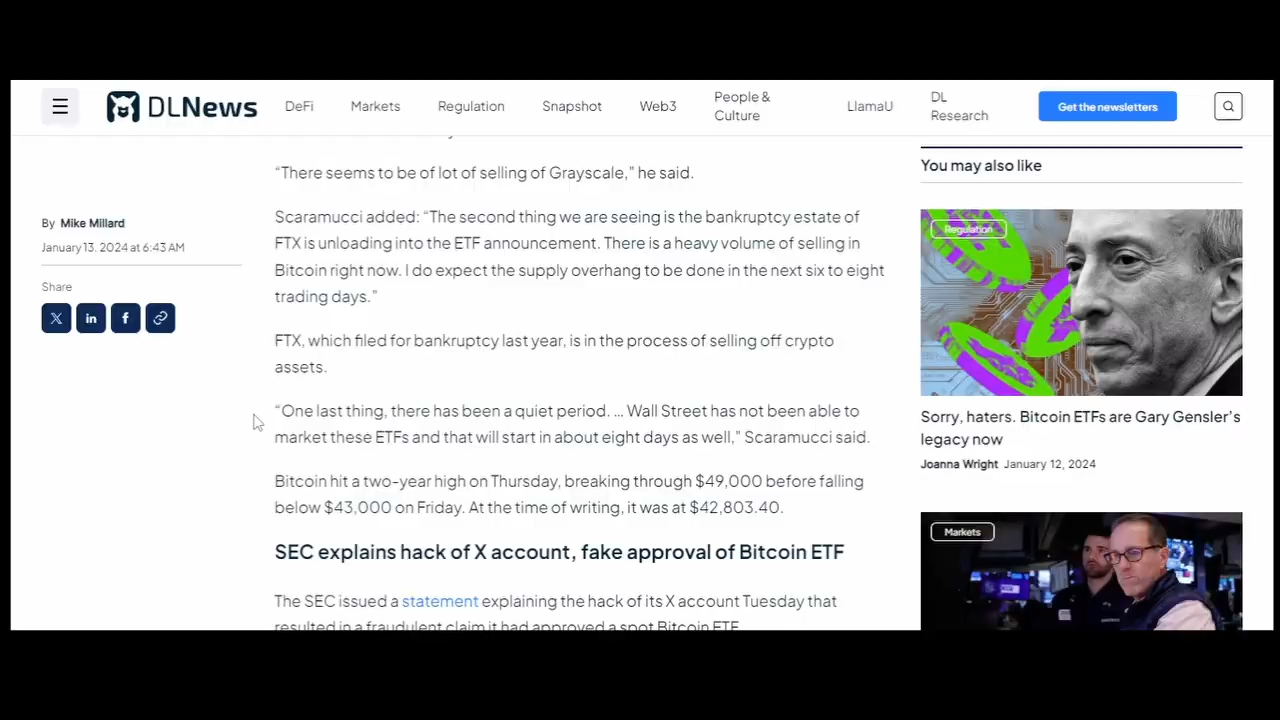 DLNews
DeFi
Markets
Regulation
Snapshot
Web3
People &
Culture
LlamaU
DL
Research
Get the newsletters
By Mike Millard
January 13, 2024 at 6:43 AM
Share
“There seems to be of lot of selling of Grayscale,” he said.
Scaramucci added: “The second thing we are seeing is the bankruptcy estate of
FTX is unloading into the ETF announcement. There is a heavy volume of selling in
Bitcoin right now. I do expect the supply overhang to be done in the next six to eight
trading days.”
FTX, which filed for bankruptcy last year, is in the process of selling off crypto
assets.
“One last thing, there has been a quiet period. … Wall Street has not been able to
market these ETFs and that will start in about eight days as well,” Scaramucci said.
Bitcoin hit a two-year high on Thursday, breaking through $49,000 before falling
below $43,000 on Friday. At the time of writing, it was at $42,803.40.
SEC explains hack of X account, fake approval of Bitcoin ETF
The SEC issued a statement explaining the hack of its X account Tuesday that
resulted in a fraudulent claim it had approved a spot Bitcoin ETF.
You may also like
Regulation
Sorry, haters. Bitcoin ETFs are Gary Gensler’s
legacy now
Joanna Wright January 12, 2024
Markets